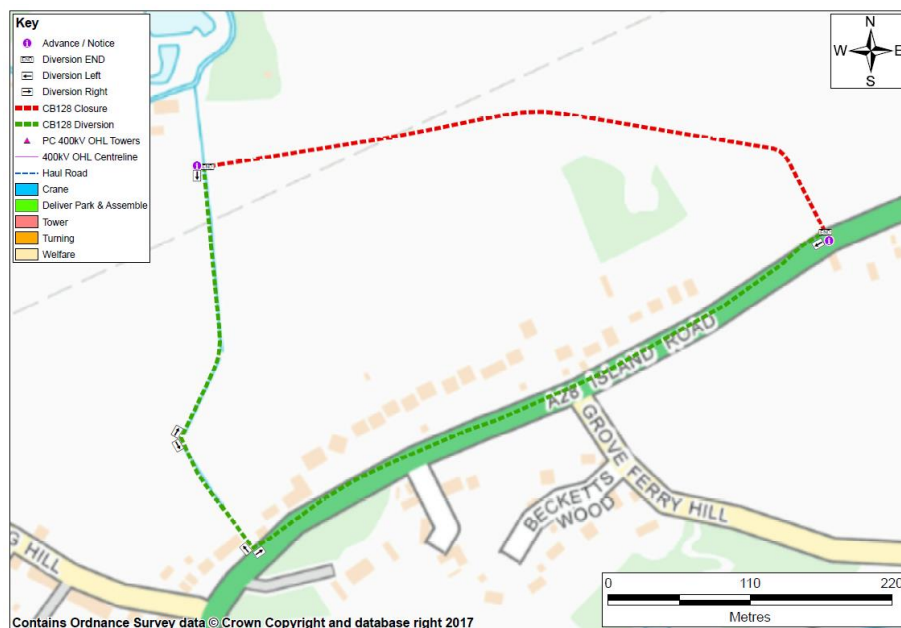 Key
Advance / Notice
Diversion END
Diversion Left
Diversion Right
CB128 Closure
CB128 Diversion
PC 400kV OHL Towers
400kV OHL Centreline
Haul Road
Crane
Deliver Park & Assemble
Tower
Turning
Welfare
N
W E
S
A28 ISLAND ROAD
GROVE FERRY HILL
BECKETTS
WOOD
G HILL
0 110 220
Metres
Contains Ordnance Survey data © Crown Copyright and database right 2017